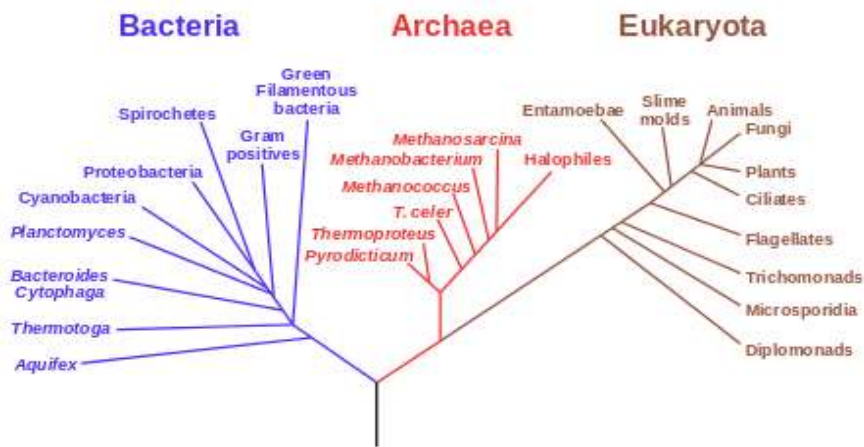 Bacteria
Archaea
Eukaryota
Green
Filamentous
bacteria
Spirochetes
Gram
positives
Proteobacteria
Cyanobacteria
Planctomyces
Bacteroides
Cytophaga
Thermotoga
Aquifex
Methanosarcina
Methanobacterium
Halophiles
Methanococcus
T. celer
Thermoproteus
Pyrodicticum
Entamoebae
Slime
molds
Animals
Fungi
Plants
Ciliates
Flagellates
Trichomonads
Microsporidia
Diplomonads